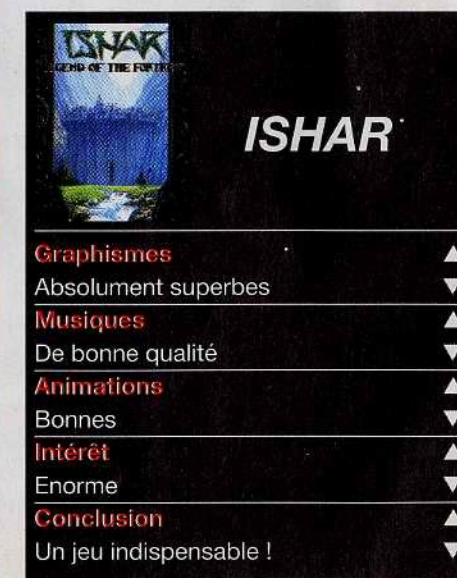 ISHAR
LEGEND OF THE FORTRESS
ISHAR
Graphismes
Absolument superbes
Musiques
De bonne qualité
Animations
Bonnes
Intérêt
Enorme
Conclusion
Un jeu indispensable !